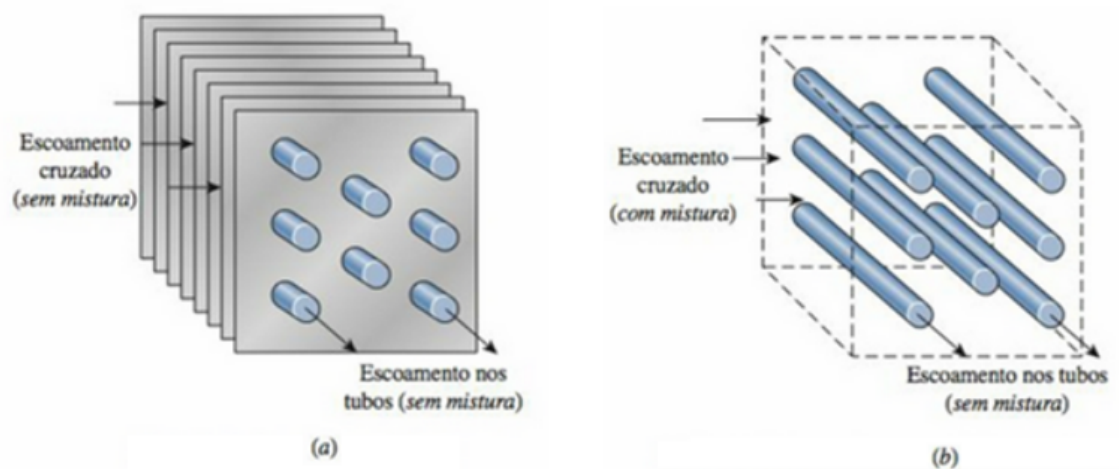 Escoamento
cruzado
(sem mistura)
Escoamento nos
tubos (sem mistura)
(a)
Escoamento
cruzado
(com mistura)
Escoamento nos tubos
(sem mistura)
(b)